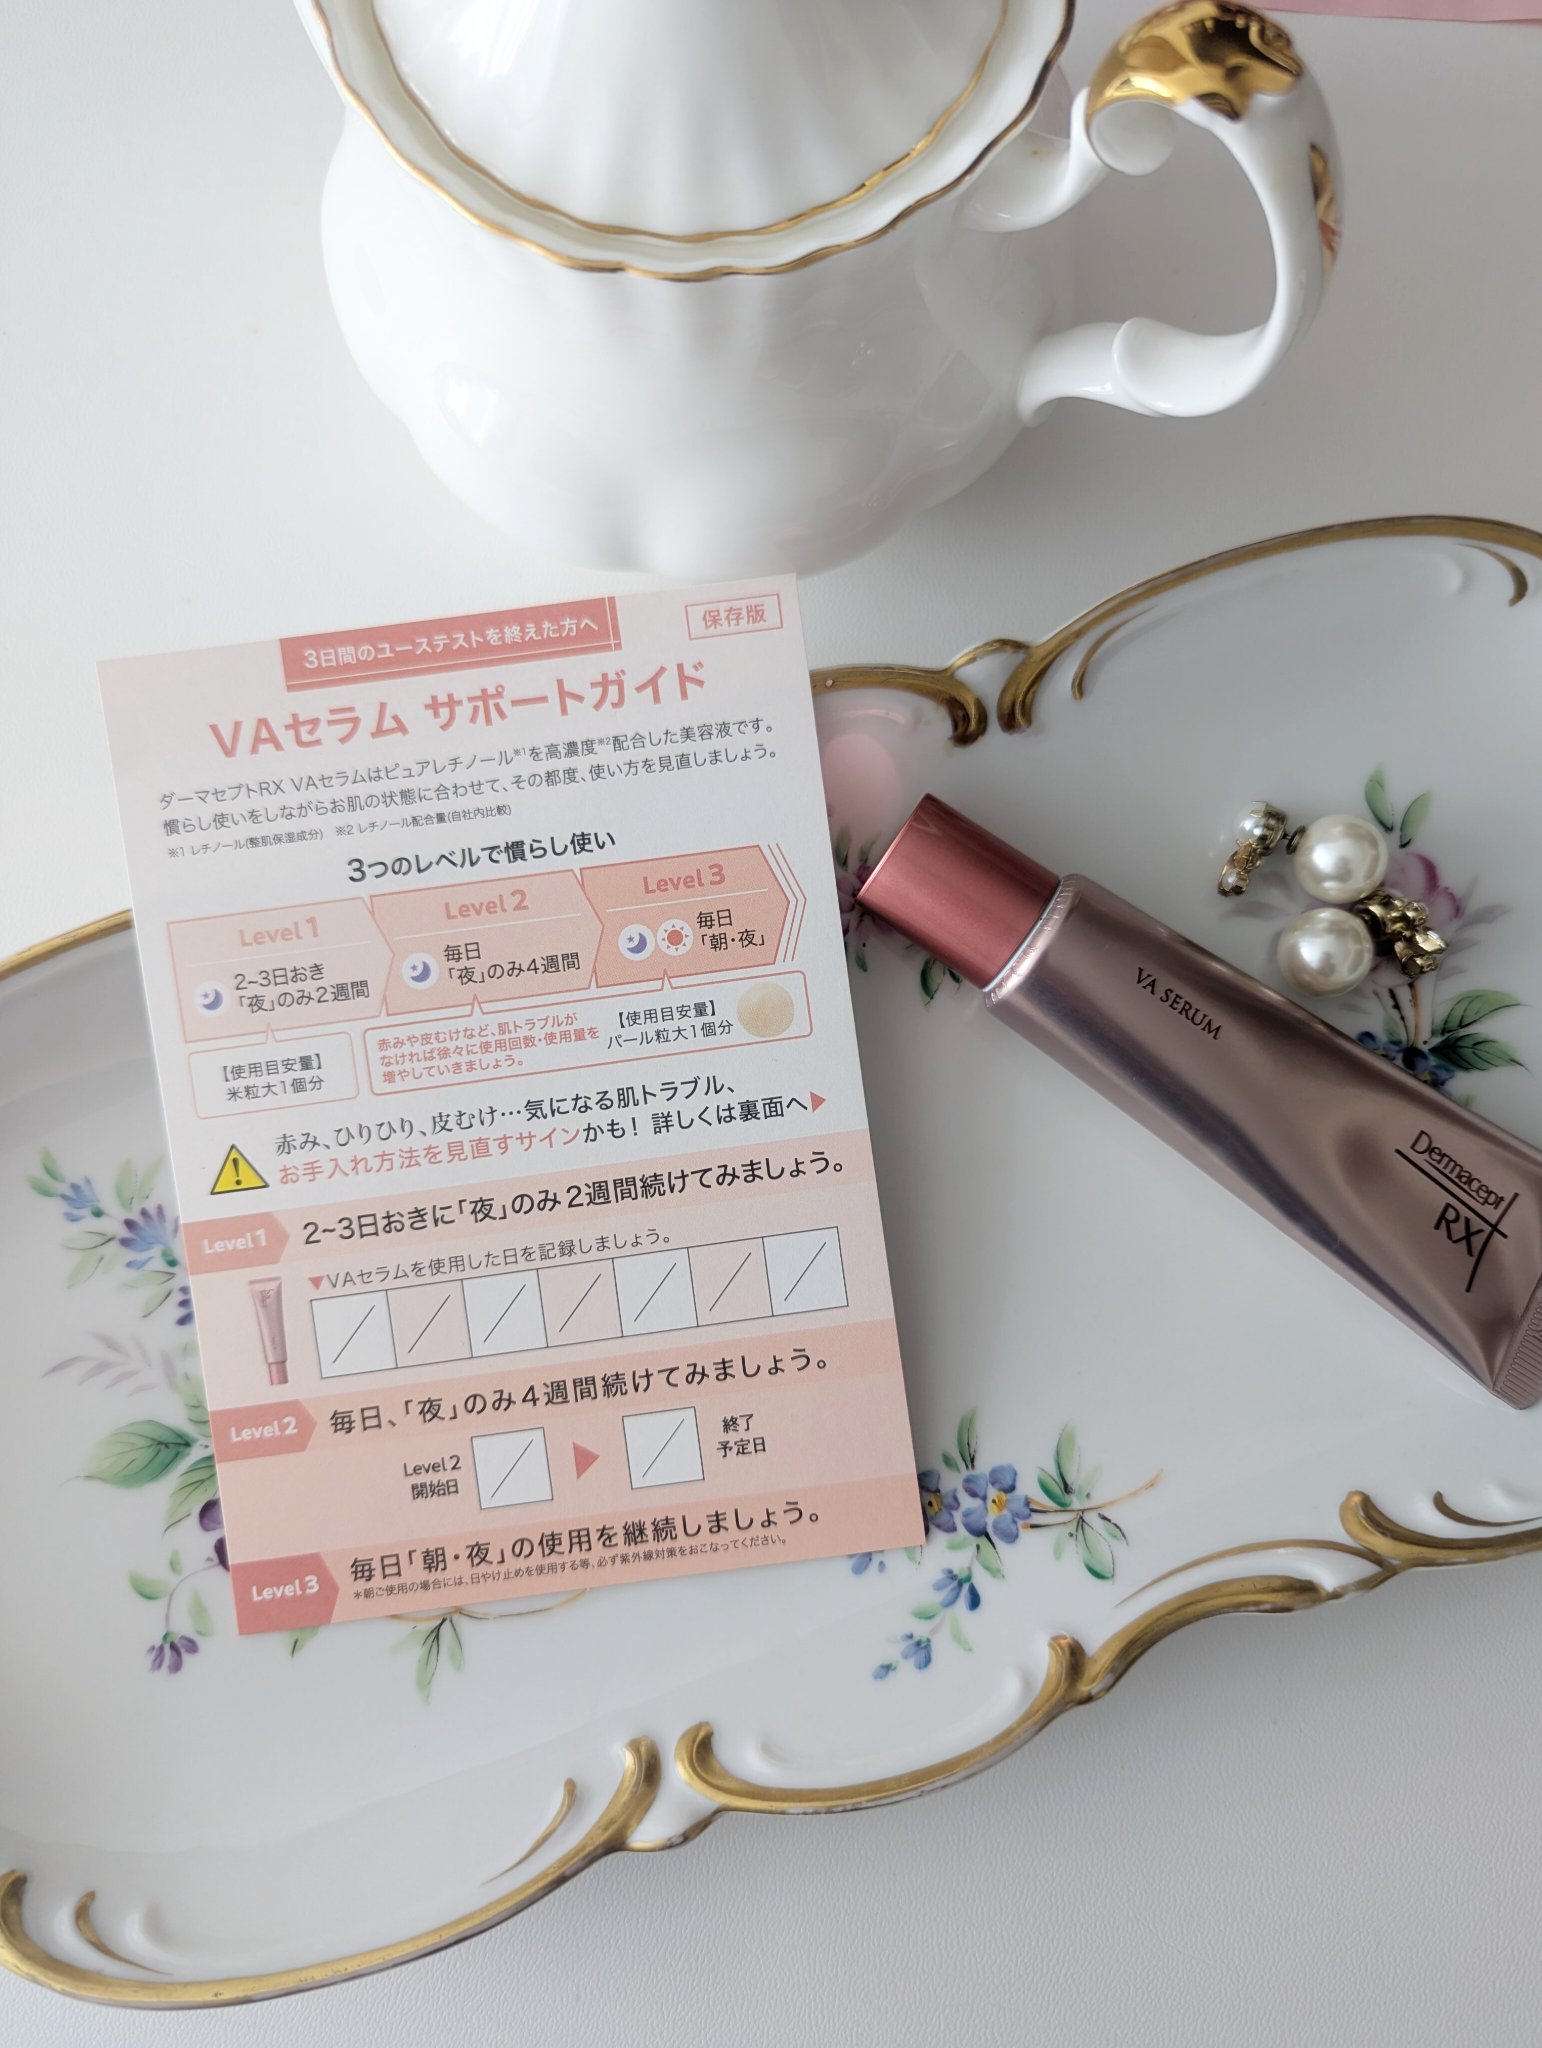 3日間のユーステストを終えた方へ
保存版
VAセラム サポートガイド
ダーマセプトRX VAセラムはピュアレチノール※1を高濃度※2配合した美容液です。
慣らし使いをしながらお肌の状態に合わせて、その都度、使い方を見直しましょう。
※1 レチノール(整肌保湿成分) ※2 レチノール配合量(自社内比較)
3つのレベルで慣らし使い
Level 1
2~3日おき
「夜」のみ2週間
Level 2
毎日
「夜」のみ4週間
Level 3
毎日
「朝・夜」
【使用目安量】
米粒大1個分
赤みや皮むけなど、肌トラブルが
なければ徐々に使用回数・使用量を
増やしていきましょう。
【使用目安量】
パール粒大1個分
赤み、ひりひり、皮むけ…気になる肌トラブル、
お手入れ方法を見直すサインかも! 詳しくは裏面へ▶
Level 1 2~3日おきに「夜」のみ2週間続けてみましょう。
▼VAセラムを使用した日を記録しましょう。
Level 2 毎日、「夜」のみ4週間続けてみましょう。
Level 2
開始日
終了
予定日
Level 3 毎日「朝・夜」の使用を継続しましょう。
＊朝ご使用の場合には、日やけ止めを使用する等、必ず紫外線対策をおこなってください。
VA SERUM
Dermacept
RX